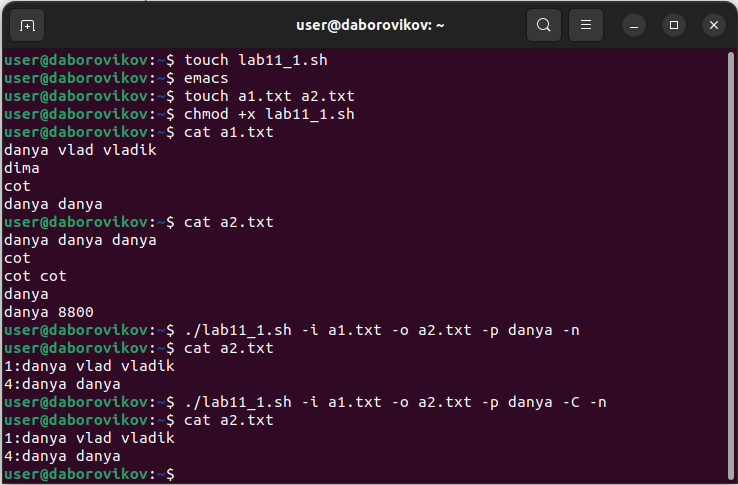 user@daborovikov: ~
user@daborovikov:~$ touch lab11_1.sh
user@daborovikov:~$ emacs
user@daborovikov:~$ touch a1.txt a2.txt
user@daborovikov:~$ chmod +x lab11_1.sh
user@daborovikov:~$ cat a1.txt
danya vlad vladik
dima
cot
danya danya
user@daborovikov:~$ cat a2.txt
danya danya danya
cot
cot cot
danya
danya 8800
user@daborovikov:~$ ./lab11_1.sh -i a1.txt -o a2.txt -p danya -n
user@daborovikov:~$ cat a2.txt
1:danya vlad vladik
4:danya danya
user@daborovikov:~$ ./lab11_1.sh -i a1.txt -o a2.txt -p danya -C -n
user@daborovikov:~$ cat a2.txt
1:danya vlad vladik
4:danya danya
user@daborovikov:~$